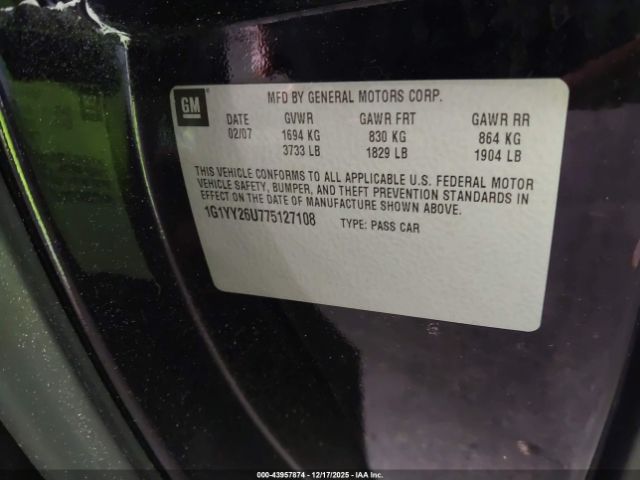 GM
MFD BY GENERAL MOTORS CORP.
DATE GVWR GAWR FRT GAWR RR
02/07 1694 KG 830 KG 864 KG
3733 LB 1829 LB 1904 LB
THIS VEHICLE CONFORMS TO ALL APPLICABLE U.S. FEDERAL MOTOR
VEHICLE SAFETY, BUMPER, AND THEFT PREVENTION STANDARDS IN
EFFECT ON THE DATE OF MANUFACTURE SHOWN ABOVE.
1G1YY26U775127108 TYPE: PASS CAR
000-43957874 | 12/17/2025 - Powered by IAA